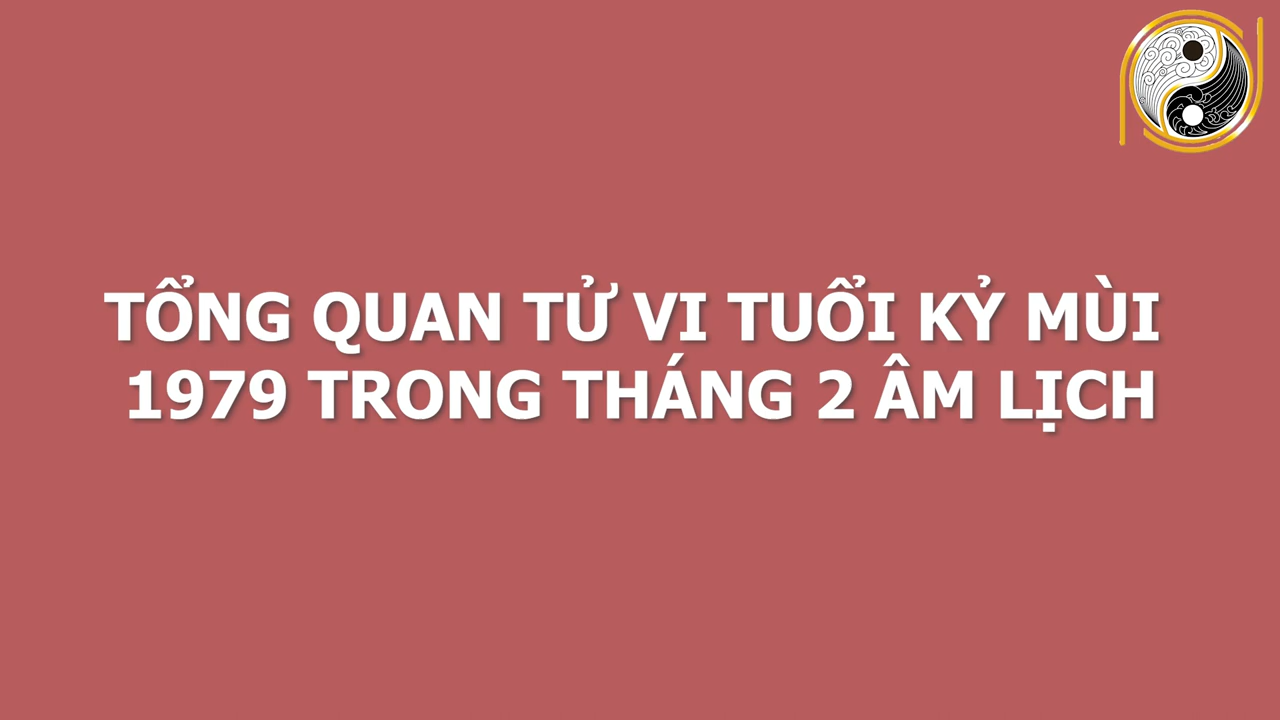 TỔNG QUAN TỬ VI TUỔI KỶ MÙI
1979 TRONG THÁNG 2 ÂM LỊCH